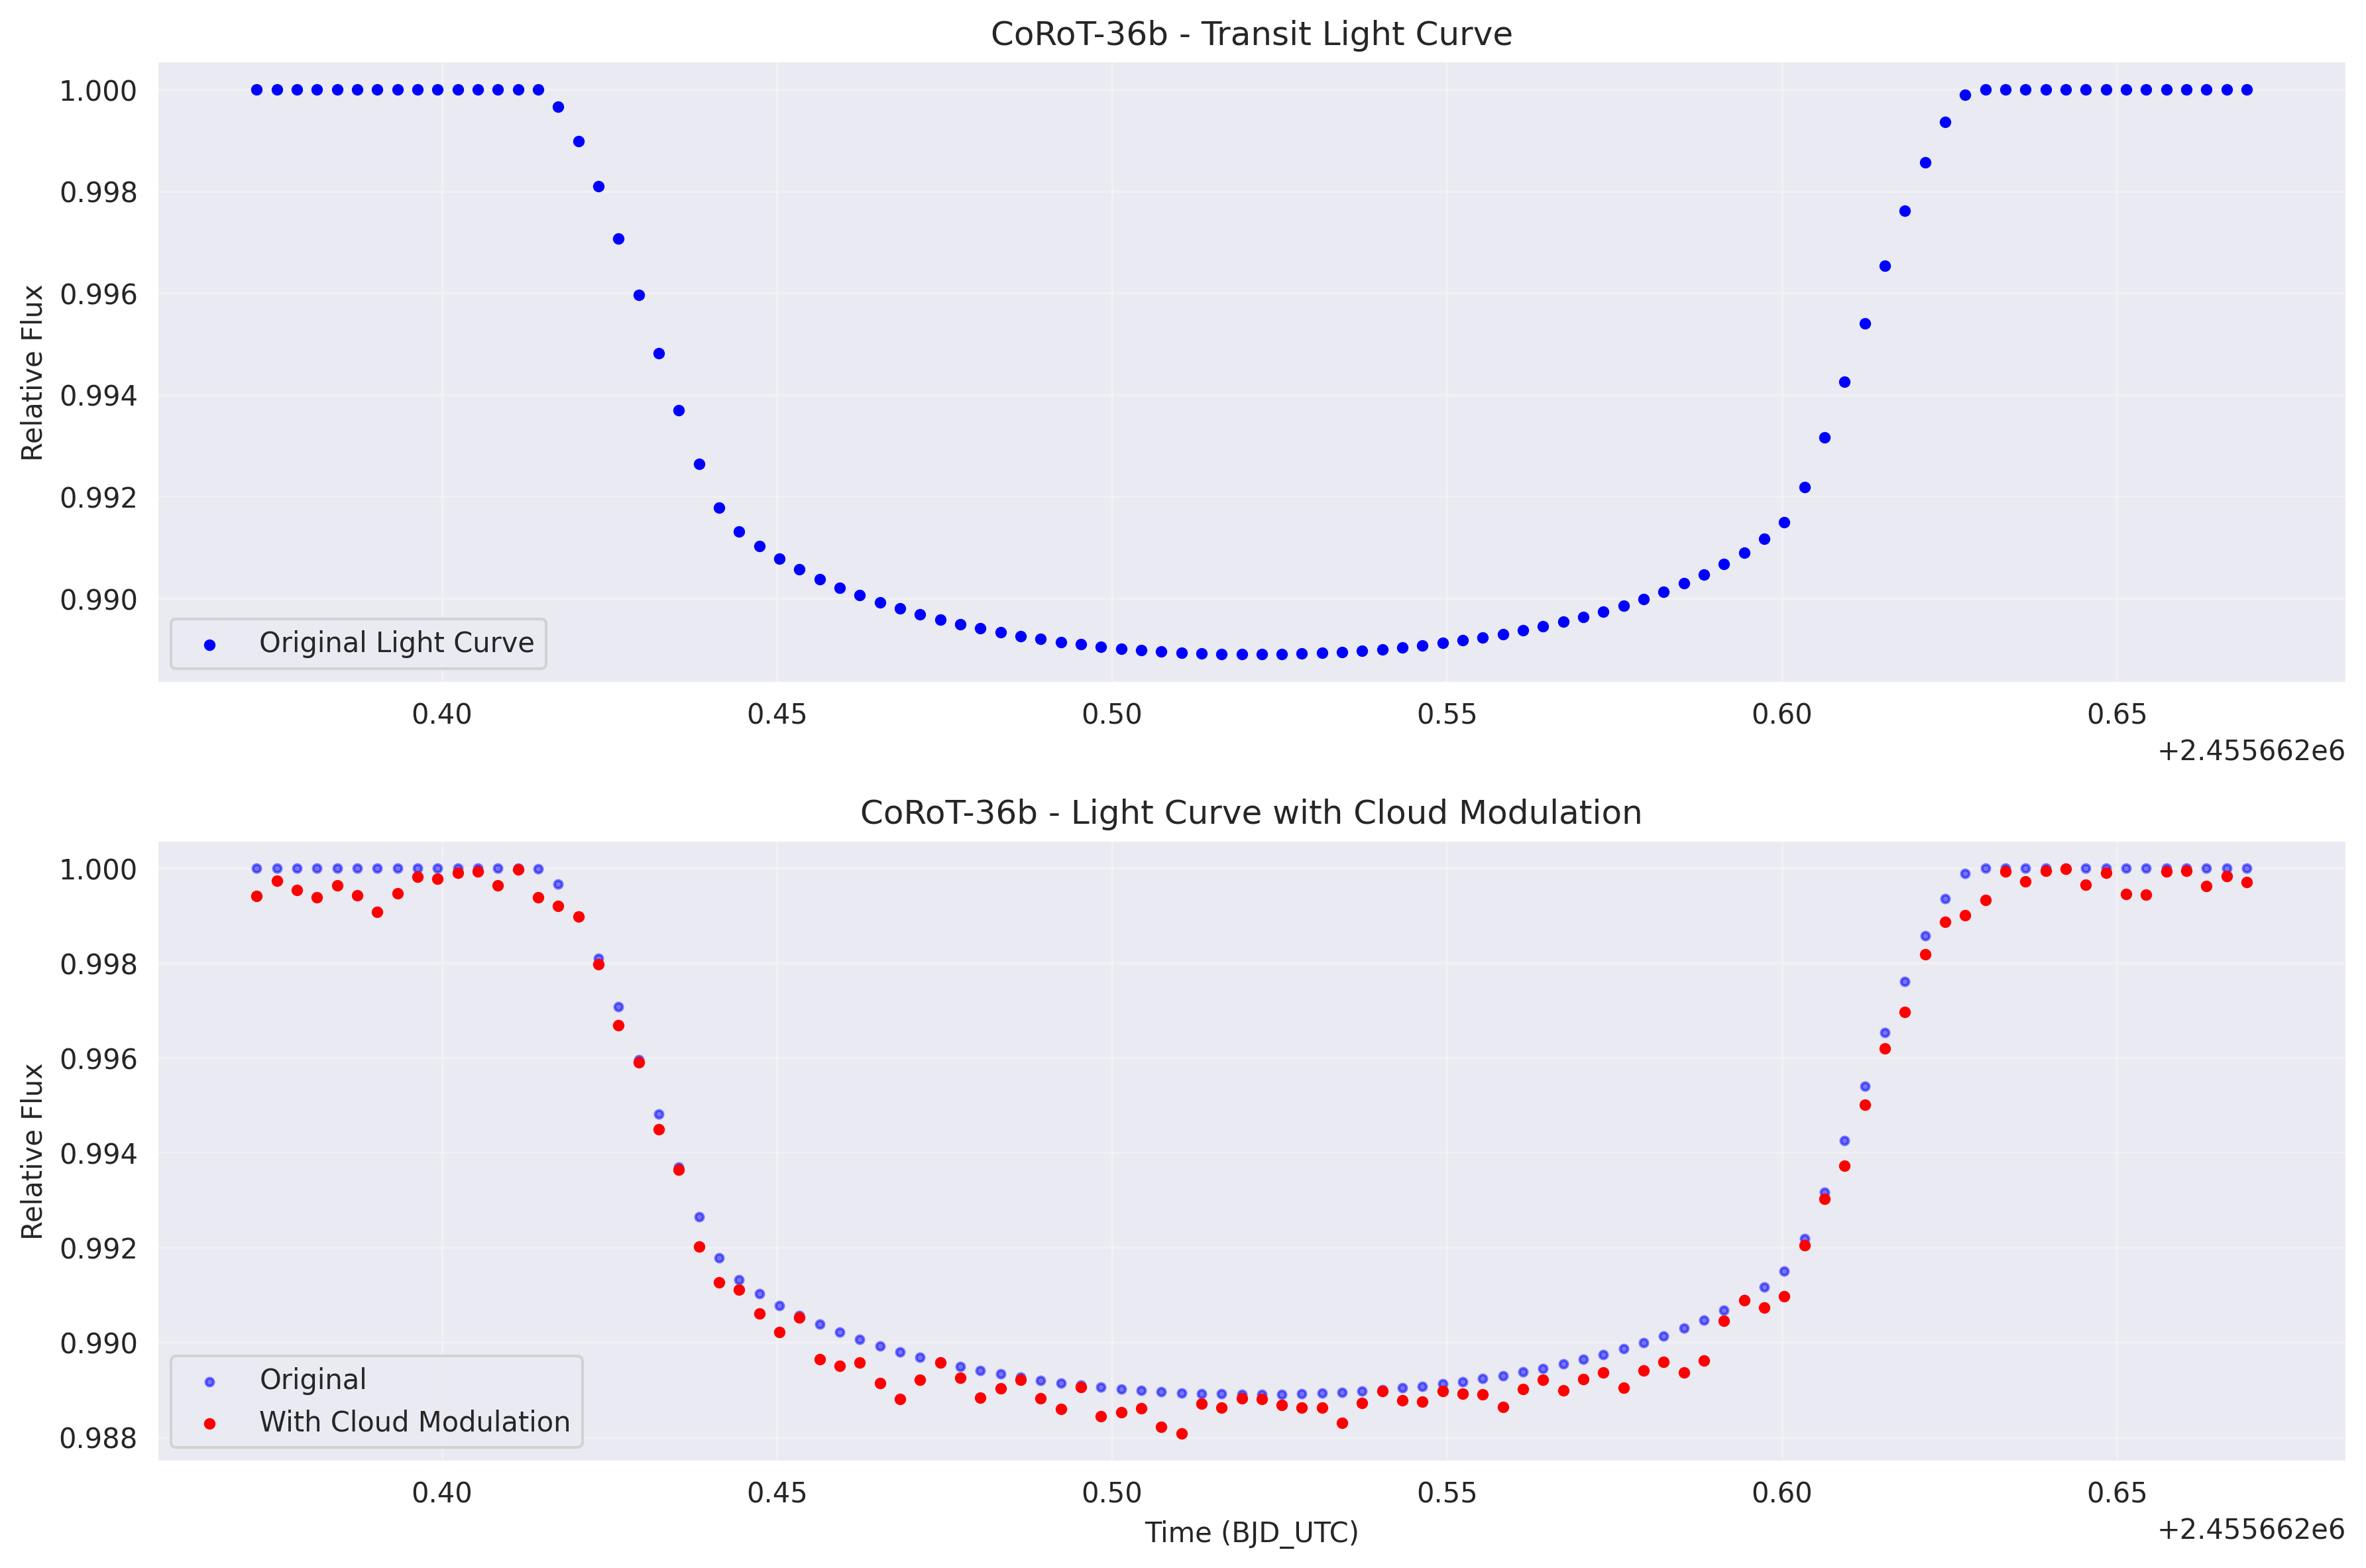 CoRoT-36b - Transit Light Curve
Relative Flux
1.000
0.998
0.996
0.994
0.992
0.990
Original Light Curve
0.40 0.45 0.50 0.55 0.60 0.65
+2.455662e6
CoRoT-36b - Light Curve with Cloud Modulation
Relative Flux
1.000
0.998
0.996
0.994
0.992
0.990
0.988
Original
With Cloud Modulation
0.40 0.45 0.50 0.55 0.60 0.65
Time (BJD_UTC)
+2.455662e6